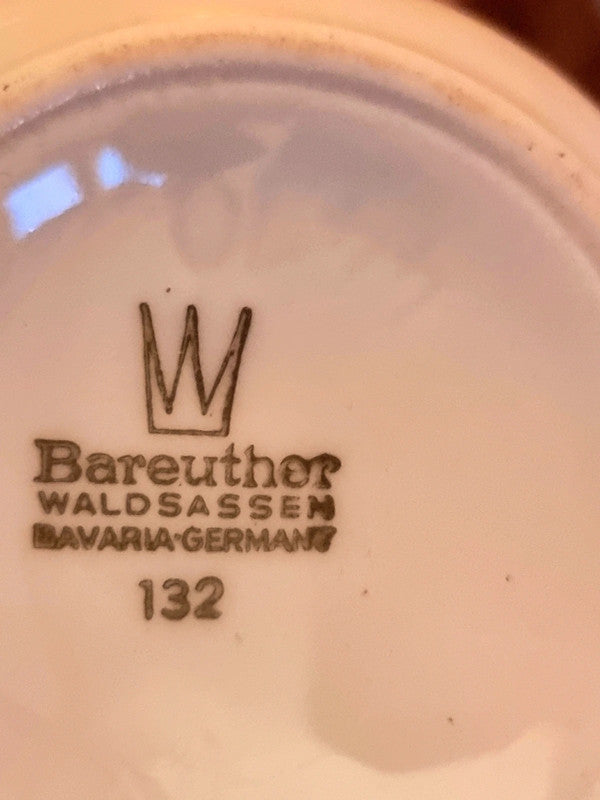 W
Bareuther
WALDSASSEN
BAVARIA·GERMANY
132